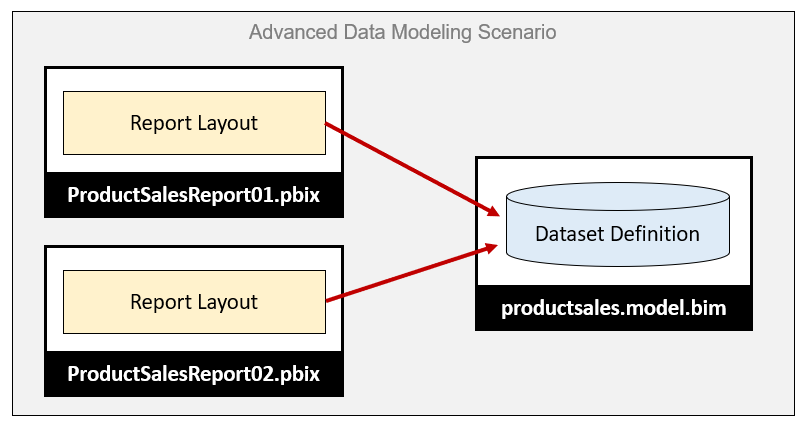 Advanced Data Modeling Scenario
Report Layout
ProductSalesReport01.pbix
Report Layout
ProductSalesReport02.pbix
Dataset Definition
productsales.model.bim